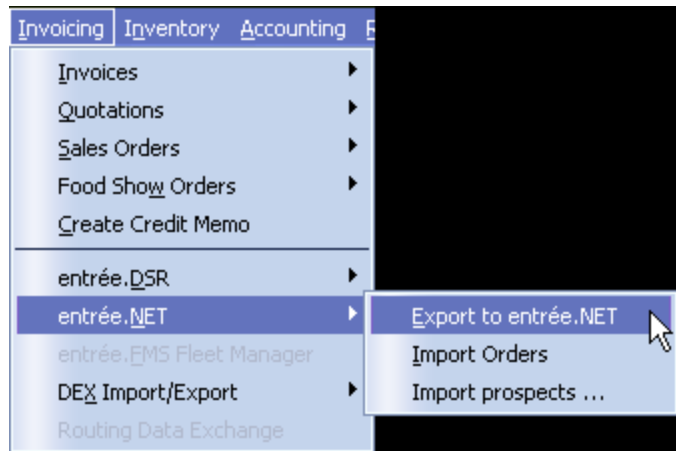 Invoicing Inventory Accounting
Invoices
Quotations
Sales Orders
Food Show Orders
Create Credit Memo
entrée.DSR
entrée.NET
Export to entrée.NET
entrée.FMS Fleet Manager
Import Orders
DEX Import/Export
Import prospects ...
Routing Data Exchange